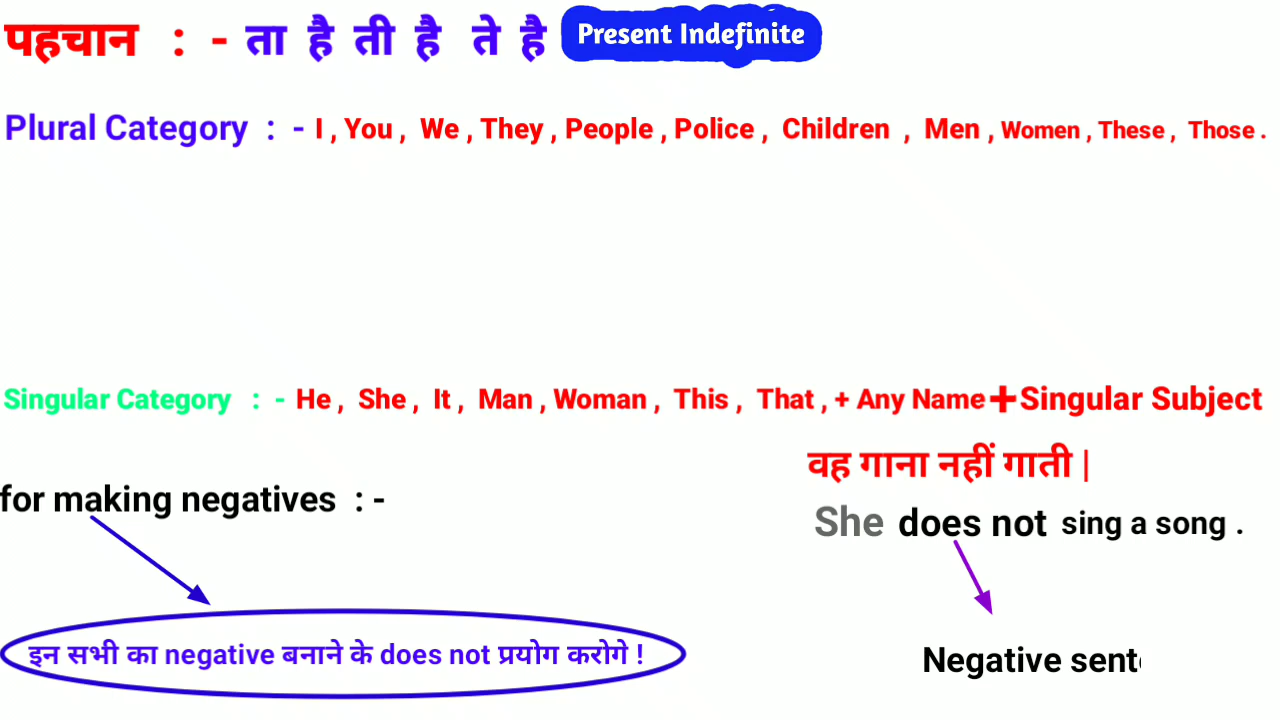 पहचान : - ता है ती है ते है Present Indefinite
Plural Category : - I , You , We , They , People , Police , Children , Men , Women , These , Those .
Singular Category : - He , She , It , Man , Woman , This , That , + Any Name + Singular Subject
वह गाना नहीं गाती |
for making negatives : -
She does not sing a song .
इन सभी का negative बनाने के does not प्रयोग करोगे !
Negative